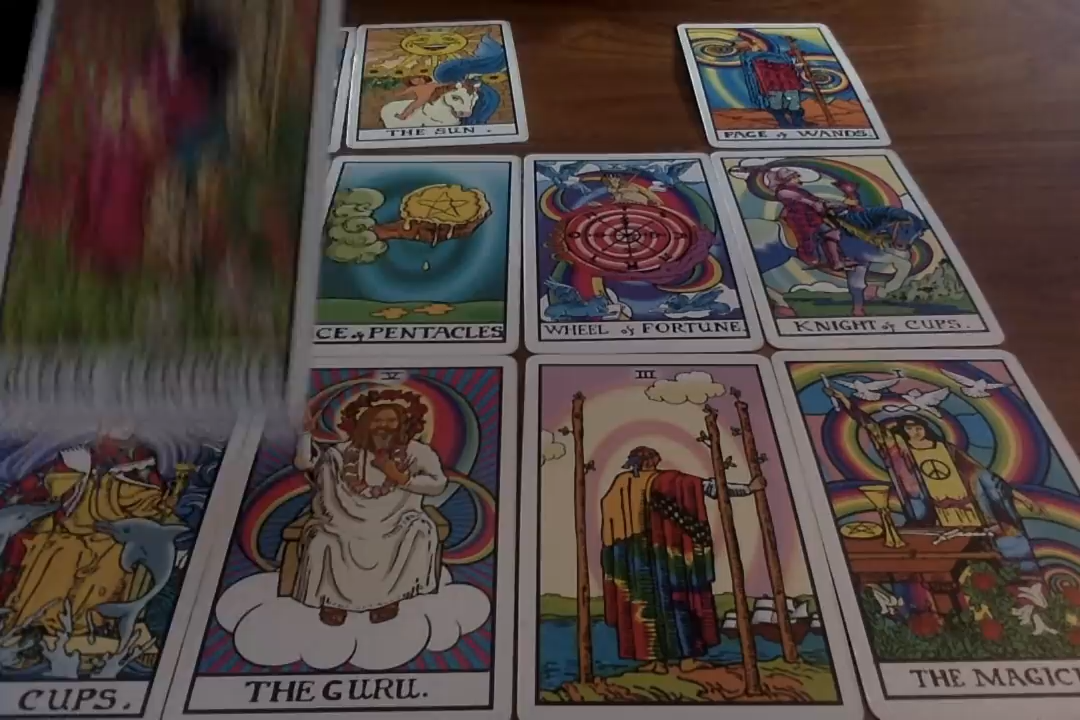 THE SUN.
PAGE of WANDS.
CE of PENTACLES
WHEEL of FORTUNE.
KNIGHT of CUPS.
V
III
I
CUPS.
THE GURU.
THE MAGICI